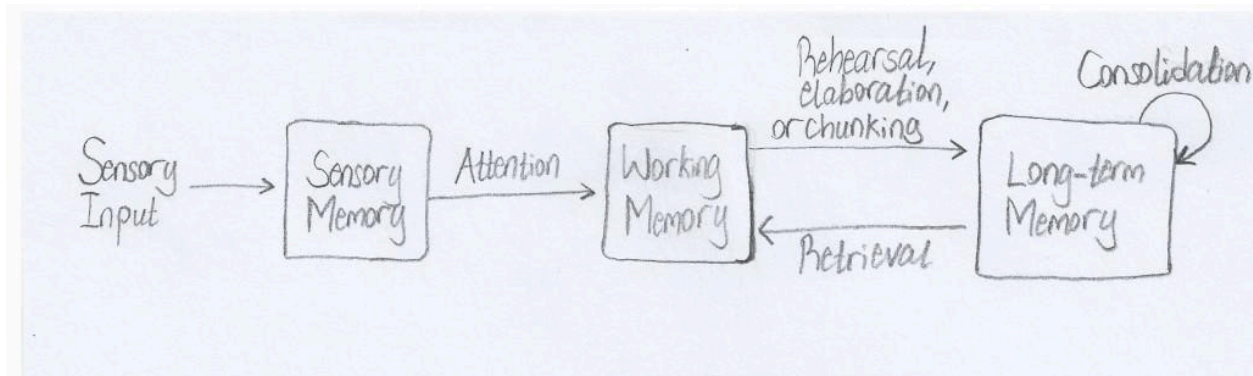 Sensory
Input
Sensory
Memory
Attention
Working
Memory
Rehearsal,
elaboration,
or chunking
Retrieval
Long-term
Memory
Consolidation